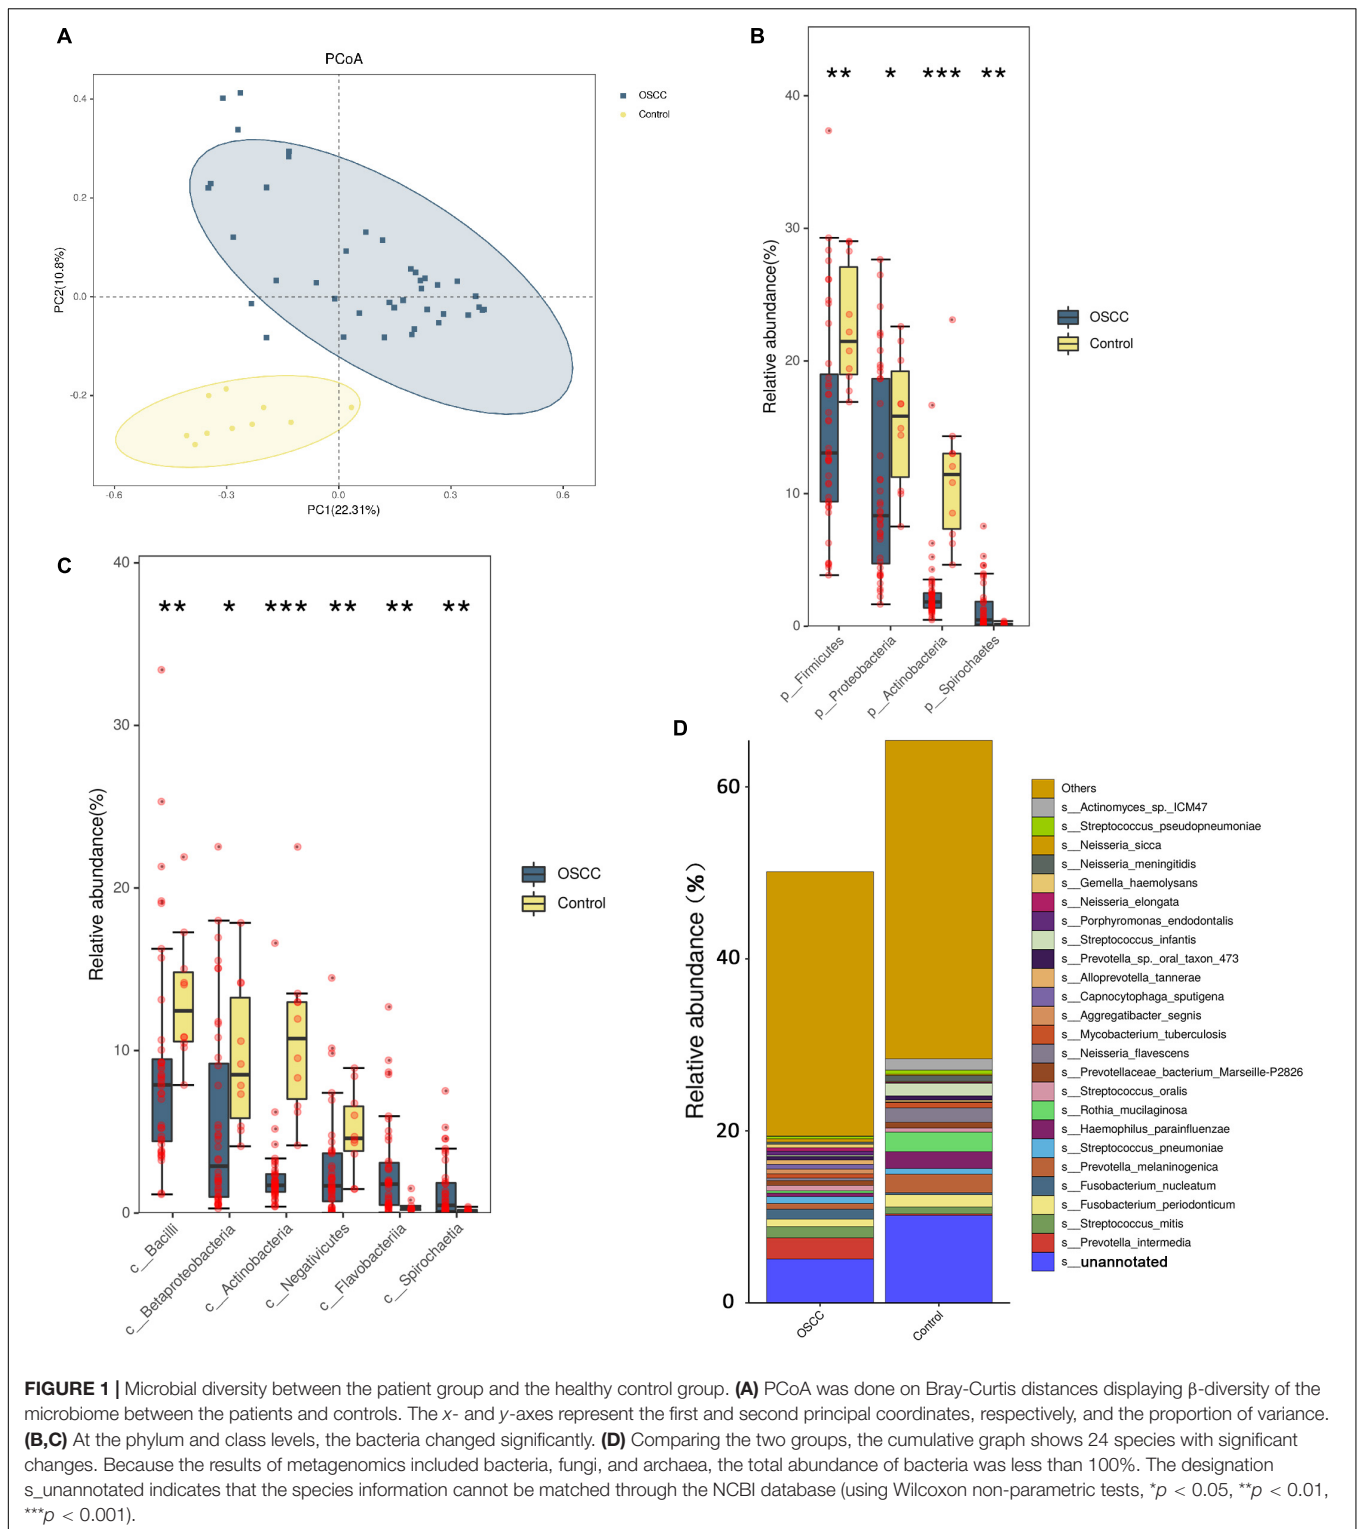 A
PCoA
OSCC
Control
0.4
0.2
0.0
-0.2
-0.6
-0.3
0.0
0.3
0.6
PC2(10.8%)
PC1(22.31%)
B
** * *** **
40
30
20
10
0
Relative abundance(%)
p__Firmicutes
p__Proteobacteria
p__Actinobacteria
p__Spirochaetes
OSCC
Control
C
** * *** ** ** **
40
30
20
10
0
Relative abundance(%)
c__Bacilli
c__Betaproteobacteria
c__Actinobacteria
c__Negativicutes
c__Flavobacteriia
c__Spirochaetia
OSCC
Control
D
60
40
20
0
Relative abundance (%)
OSCC
Control
Others
s__Actinomyces_sp._ICM47
s__Streptococcus_pseudopneumoniae
s__Neisseria_sicca
s__Neisseria_meningitidis
s__Gemella_haemolysans
s__Neisseria_elongata
s__Porphyromonas_endodontalis
s__Streptococcus_infantis
s__Prevotella_sp._oral_taxon_473
s__Alloprevotella_tannerae
s__Capnocytophaga_sputigena
s__Aggregatibacter_segnis
s__Mycobacterium_tuberculosis
s__Neisseria_flavescens
s__Prevotellaceae_bacterium_Marseille-P2826
s__Streptococcus_oralis
s__Rothia_mucilaginosa
s__Haemophilus_parainfluenzae
s__Streptococcus_pneumoniae
s__Prevotella_melaninogenica
s__Fusobacterium_nucleatum
s__Fusobacterium_periodonticum
s__Streptococcus_mitis
s__Prevotella_intermedia
s__unannotated
FIGURE 1 | Microbial diversity between the patient group and the healthy control group. (A) PCoA was done on Bray-Curtis distances displaying β-diversity of the
microbiome between the patients and controls. The x- and y-axes represent the first and second principal coordinates, respectively, and the proportion of variance.
(B,C) At the phylum and class levels, the bacteria changed significantly. (D) Comparing the two groups, the cumulative graph shows 24 species with significant
changes. Because the results of metagenomics included bacteria, fungi, and archaea, the total abundance of bacteria was less than 100%. The designation
s_unannotated indicates that the species information cannot be matched through the NCBI database (using Wilcoxon non-parametric tests, *p < 0.05, **p < 0.01,
***p < 0.001).